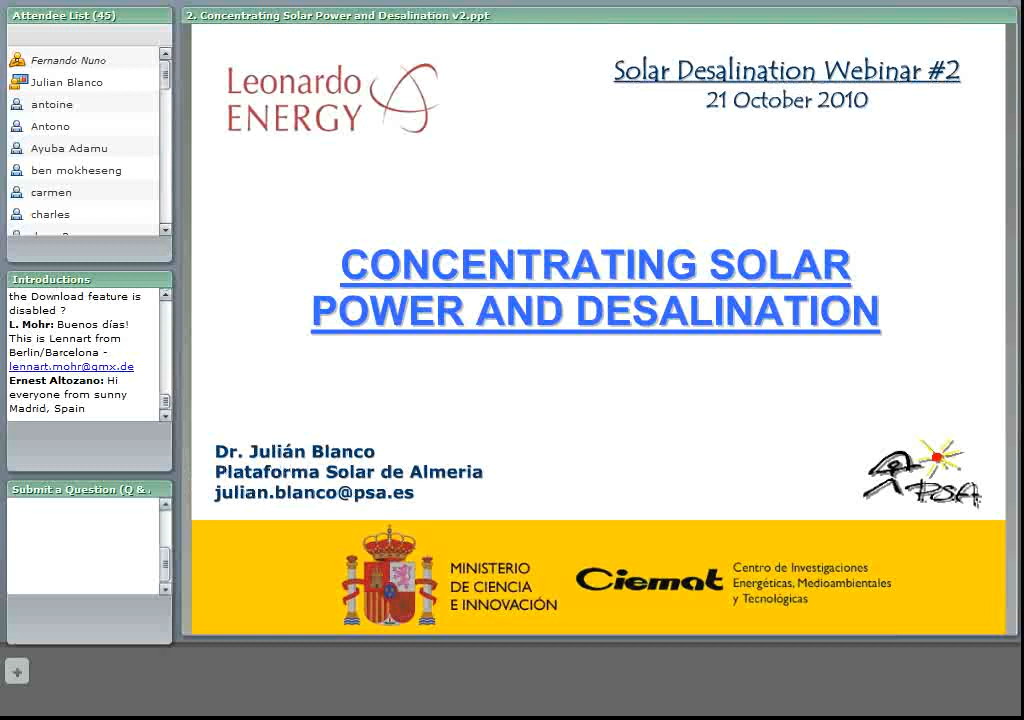 Attendee List (45)
Fernando Nuno
Julian Blanco
antoine
Antono
Ayuba Adamu
ben mokheseng
carmen
charles
Introductions
the Download feature is
disabled ?
L. Mohr: Buenos días!
This is Lennart from
Berlin/Barcelona -
lennart.mohr@gmx.de
Ernest Altozano: Hi
everyone from sunny
Madrid, Spain
Submit a Question (Q & .
2. Concentrating Solar Power and Desalination v2.ppt
Leonardo
ENERGY
Solar Desalination Webinar #2
21 October 2010
CONCENTRATING SOLAR
POWER AND DESALINATION
Dr. Julián Blanco
Plataforma Solar de Almeria
julian.blanco@psa.es
PSA
MINISTERIO
DE CIENCIA
E INNOVACIÓN
Ciemat
Centro de Investigaciones
Energéticas, Medioambientales
y Tecnológicas